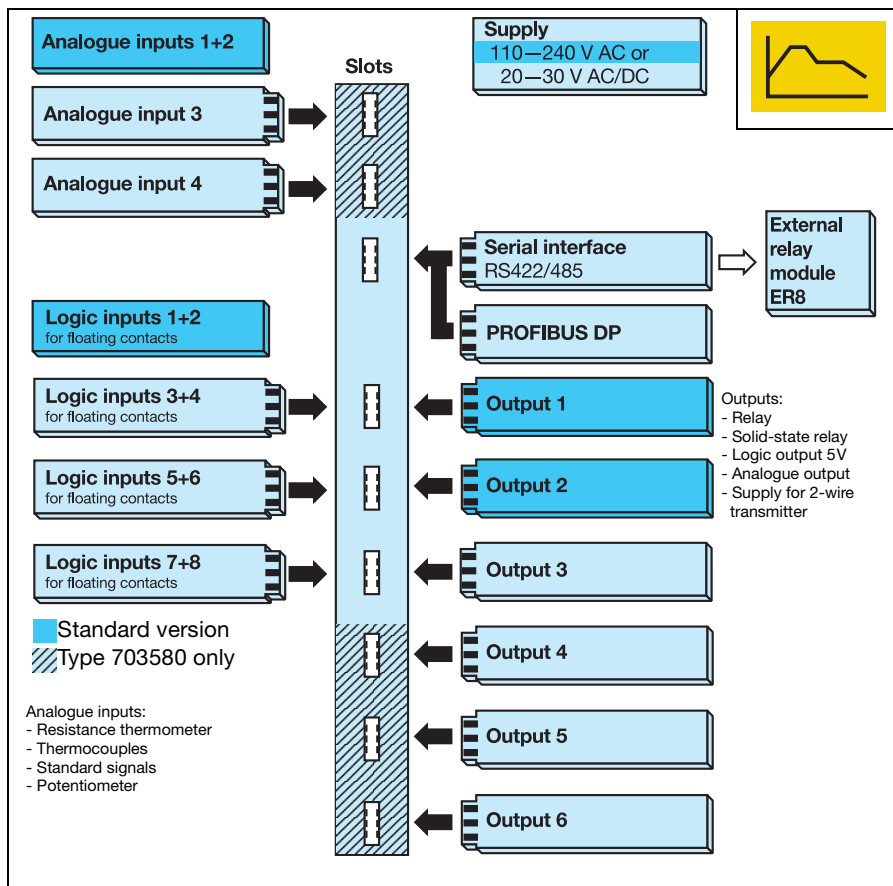 Analogue inputs 1+2
Slots
Supply
110—240 V AC or
20—30 V AC/DC
Analogue input 3
Analogue input 4
Serial interface
RS422/485
External
relay
module
ER8
PROFIBUS DP
Logic inputs 1+2
for floating contacts
Logic inputs 3+4
for floating contacts
Output 1
Outputs:
- Relay
- Solid-state relay
- Logic output 5V
- Analogue output
- Supply for 2-wire
transmitter
Logic inputs 5+6
for floating contacts
Output 2
Logic inputs 7+8
for floating contacts
Output 3
Standard version
Type 703580 only
Output 4
Analogue inputs:
- Resistance thermometer
- Thermocouples
- Standard signals
- Potentiometer
Output 5
Output 6